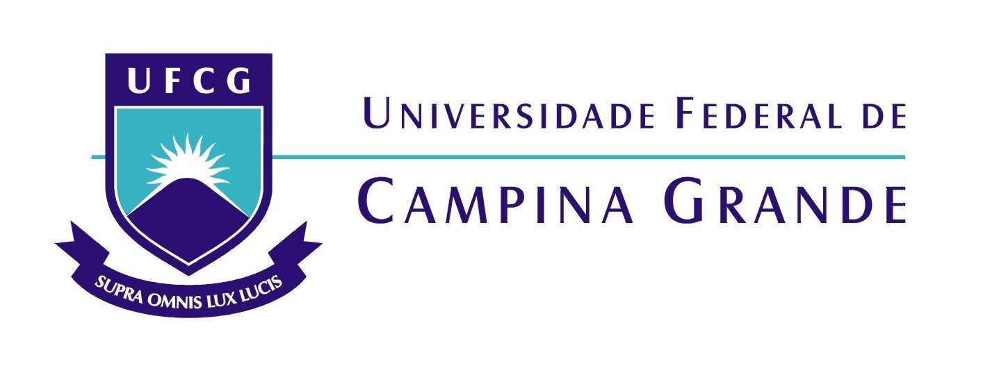 UFCG
UNIVERSIDADE FEDERAL DE
CAMPINA GRANDE
SUPRA OMNIS LUX LUCIS